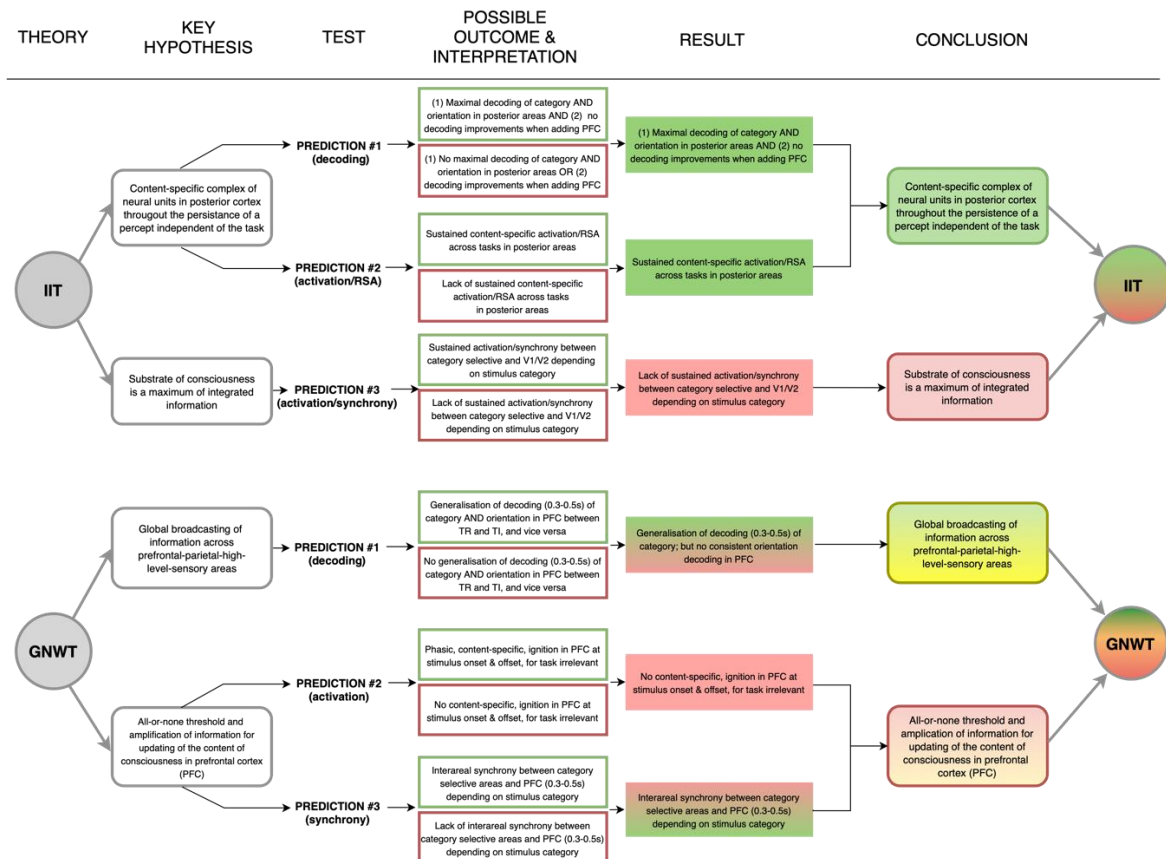 THEORY
KEY
HYPOTHESIS
TEST
POSSIBLE
OUTCOME &
INTERPRETATION
RESULT
CONCLUSION
IIT
Content-specific complex of
neural units in posterior cortex
througout the persistance of a
percept independent of the task
Substrate of consciousness
is a maximum of integrated
information
PREDICTION #1
(decoding)
PREDICTION #2
(activation/RSA)
PREDICTION #3
(activation/synchrony)
(1) Maximal decoding of category AND
orientation in posterior areas AND (2) no
decoding improvements when adding PFC
(1) No maximal decoding of category AND
orientation in posterior areas OR (2)
decoding improvements when adding PFC
Sustained content-specific activation/RSA
across tasks in posterior areas
Lack of sustained content-specific
activation/RSA across tasks
in posterior areas
Sustained activation/synchrony between
category selective and V1/V2 depending
on stimulus category
Lack of sustained activation/synchrony
between category selective and V1/V2
depending on stimulus category
(1) Maximal decoding of category AND
orientation in posterior areas AND (2) no
decoding improvements when adding PFC
Sustained content-specific activation/RSA
across tasks in posterior areas
Lack of sustained activation/synchrony
between category selective and V1/V2
depending on stimulus category
Content-specific complex of
neural units in posterior cortex
throughout the persistence of a
percept independent of the task
Substrate of consciousness
is a maximum of integrated
information
IIT
GNWT
Global broadcasting of
information across
prefrontal-parietal-high-
level-sensory areas
All-or-none threshold and
amplication of information for
updating of the content of
consciousness in prefrontal cortex
(PFC)
PREDICTION #1
(decoding)
PREDICTION #2
(activation)
PREDICTION #3
(synchrony)
Generalisation of decoding (0.3-0.5s) of
category AND orientation in PFC between
TR and TI, and vice versa
No generalisation of decoding (0.3-0.5s) of
category AND orientation in PFC between
TR and TI, and vice versa
Phasic, content-specific, ignition in PFC at
stimulus onset & offset, for task irrelevant
No content-specific, ignition in PFC at
stimulus onset & offset, for task irrelevant
Interareal synchrony between category
selective areas and PFC (0.3-0.5s)
depending on stimulus category
Lack of interareal synchrony between
category selective areas and PFC (0.3-0.5s)
depending on stimulus category
Generalisation of decoding (0.3-0.5s) of
category; but no consistent orientation
decoding in PFC
No content-specific, ignition in PFC at
stimulus onset & offset, for task irrelevant
Interareal synchrony between category
selective areas and PFC (0.3-0.5s)
depending on stimulus category
Global broadcasting of
information across
prefrontal-parietal-high-
level-sensory areas
All-or-none threshold and
amplication of information for
updating of the content of
consciousness in prefrontal
cortex (PFC)
GNWT